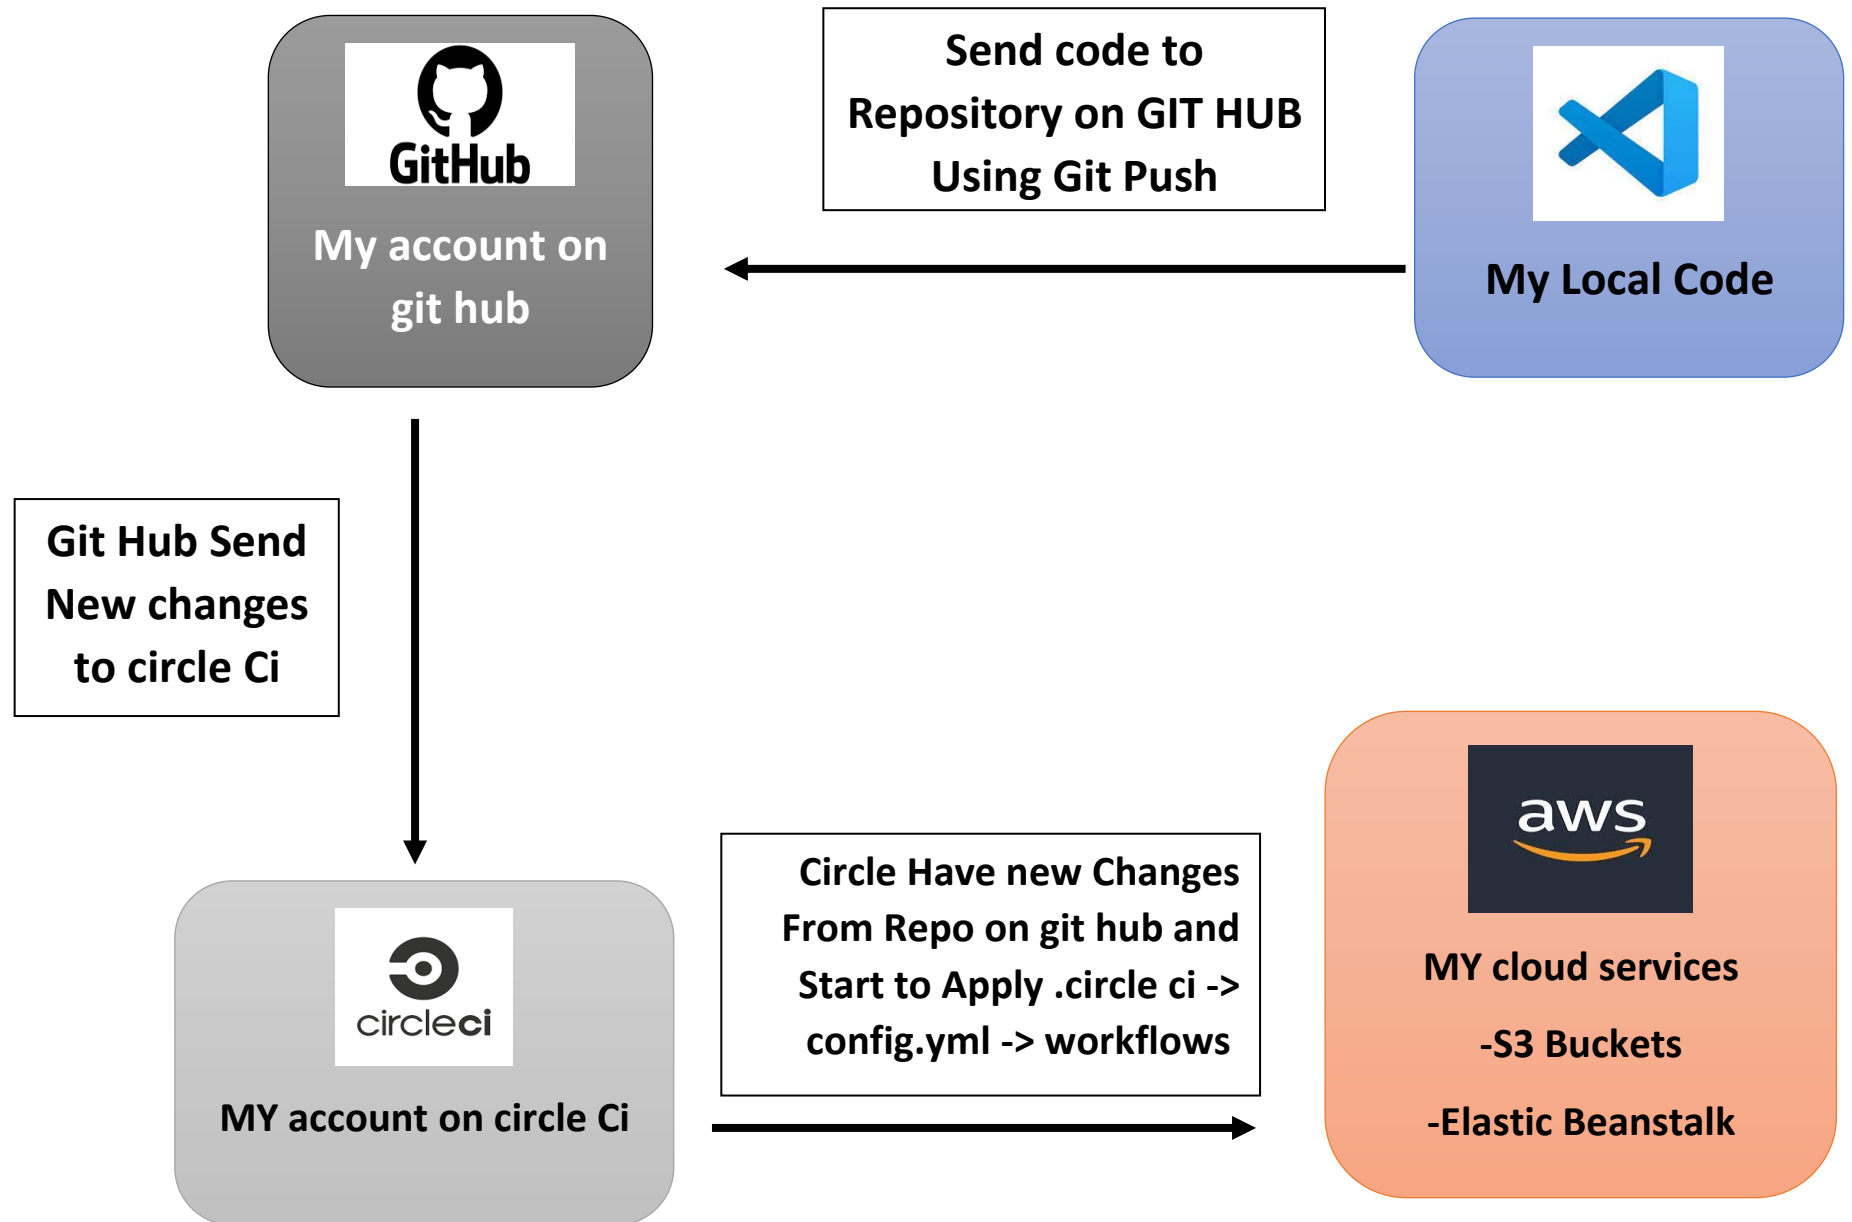 GitHub
My account on
git hub
Send code to
Repository on GIT HUB
Using Git Push
My Local Code
Git Hub Send
New changes
to circle Ci
circleci
MY account on circle Ci
Circle Have new Changes
From Repo on git hub and
Start to Apply .circle ci ->
config.yml -> workflows
aws
MY cloud services
-S3 Buckets
-Elastic Beanstalk